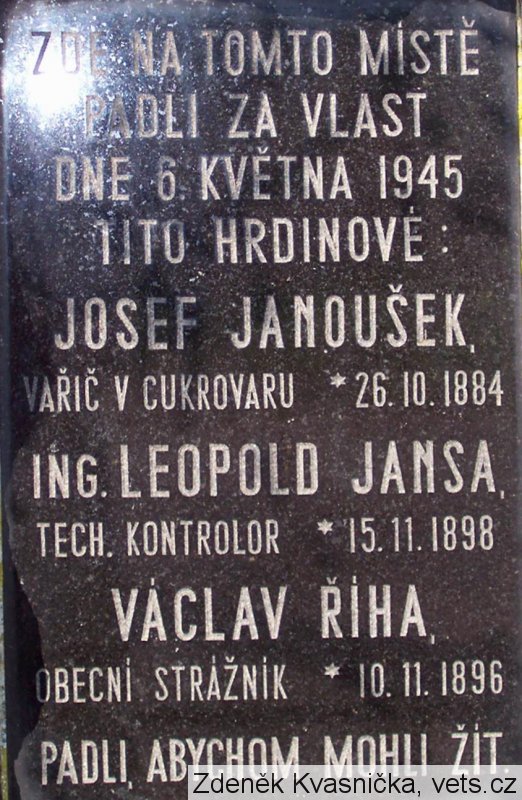 ZDE NA TOMTO MÍSTĚ
PADLI ZA VLAST
DNE 6. KVĚTNA 1945
TITO HRDINOVÉ:
JOSEF JANOUŠEK,
VAŘIČ V CUKROVARU * 26.10.1884
ING. LEOPOLD JANSA,
TECH. KONTROLOR * 15.11.1898
VÁCLAV ŘÍHA,
OBECNÍ STRÁŽNÍK * 10.11.1896
PADLI, ABYCHOM MOHLI ŽÍT.
Zdeněk Kvasnička, vets.cz